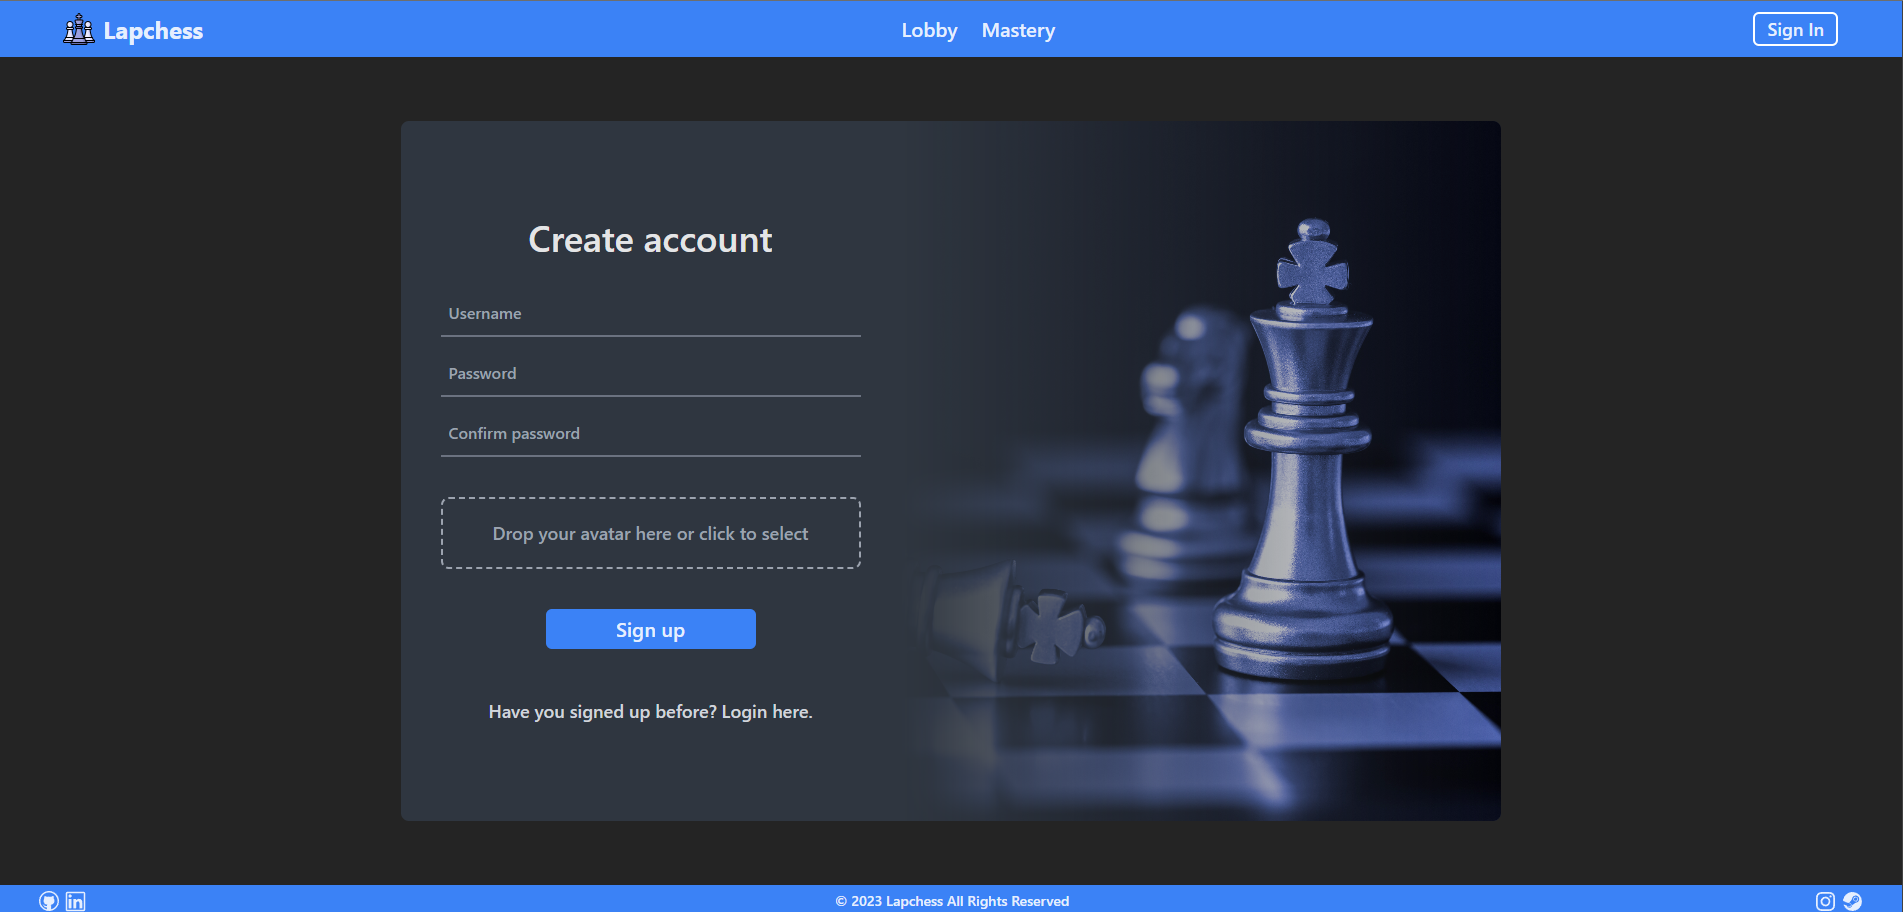 Lapchess
Lobby Mastery
Sign In
Create account
Username
Password
Confirm password
Drop your avatar here or click to select
Sign up
Have you signed up before? Login here.
in
© 2023 Lapchess All Rights Reserved